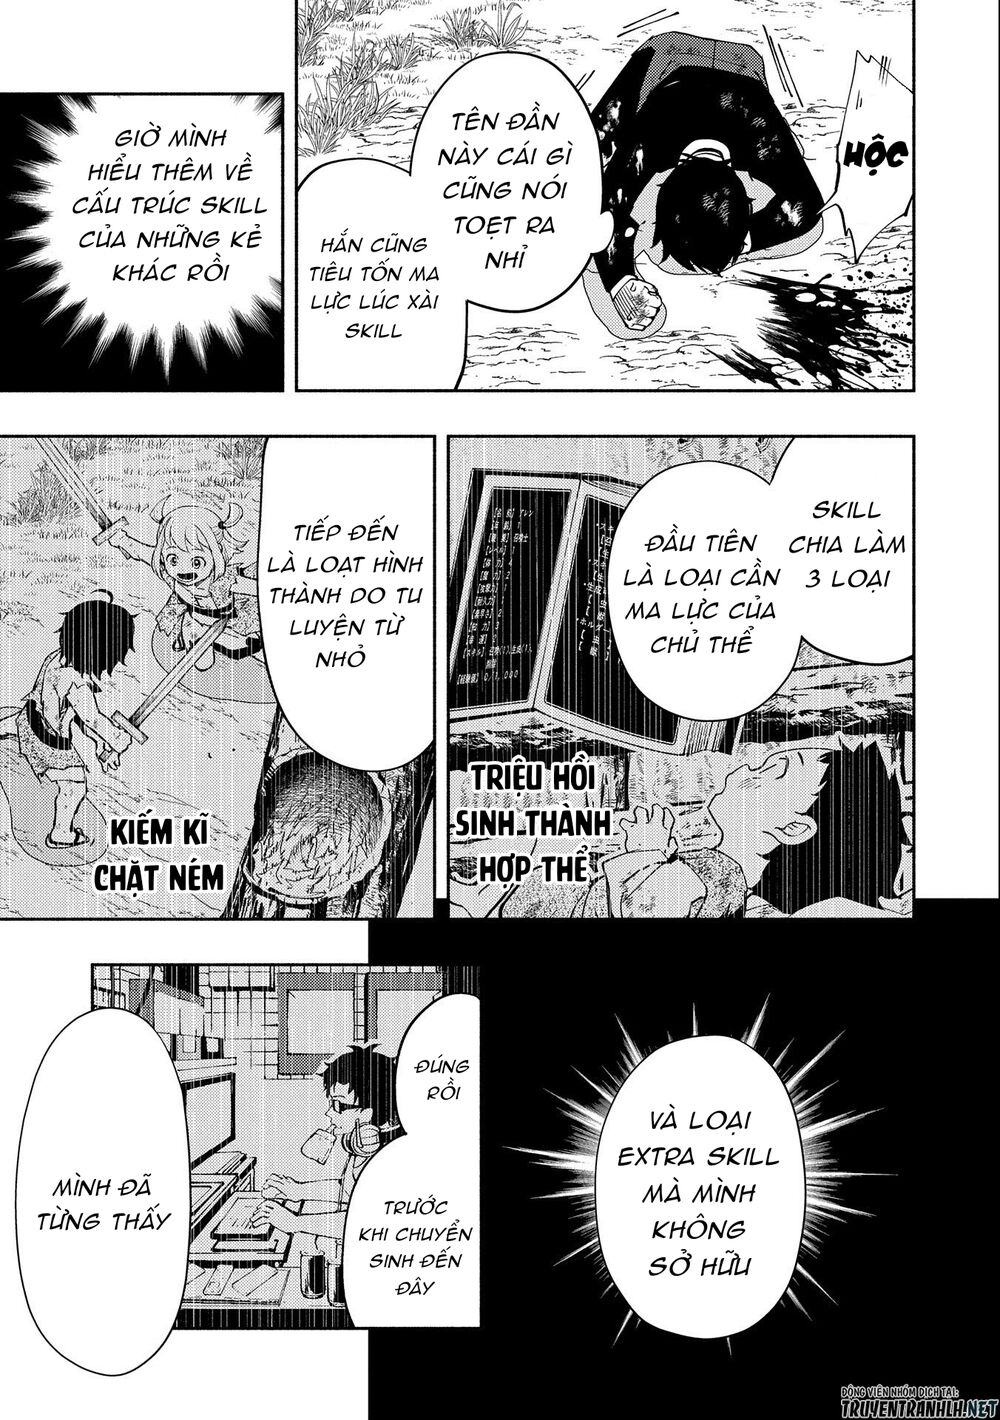 HỘC
TÊN ĐẦN
NÀY CÁI GÌ
CŨNG NÓI
TOẸT RA
NHỈ
HẮN CŨNG
TIÊU TỐN MA
LỰC LÚC XÀI
SKILL
GIỜ MÌNH
HIỂU THÊM VỀ
CẤU TRÚC SKILL
CỦA NHỮNG KẺ
KHÁC RỒI
SKILL
CHIA LÀM
3 LOẠI
ĐẦU TIÊN
LÀ LOẠI CẦN
MA LỰC CỦA
CHỦ THỂ
TRIỆU HỒI
SINH THÀNH
HỢP THỂ
TIẾP ĐẾN
LÀ LOẠT HÌNH
THÀNH DO TU
LUYỆN TỪ
NHỎ
KIẾM KĨ
CHẶT NÉM
VÀ LOẠI
EXTRA SKILL
MÀ MÌNH
KHÔNG
SỞ HỮU
ĐÚNG
RỒI
TRƯỚC
KHI CHUYỂN
SINH ĐẾN
ĐÂY
MÌNH ĐÃ
TỪNG THẤY
ĐỘNG VIÊN NHÓM DỊCH TẠI:
TRUYENTRANHLH.NET